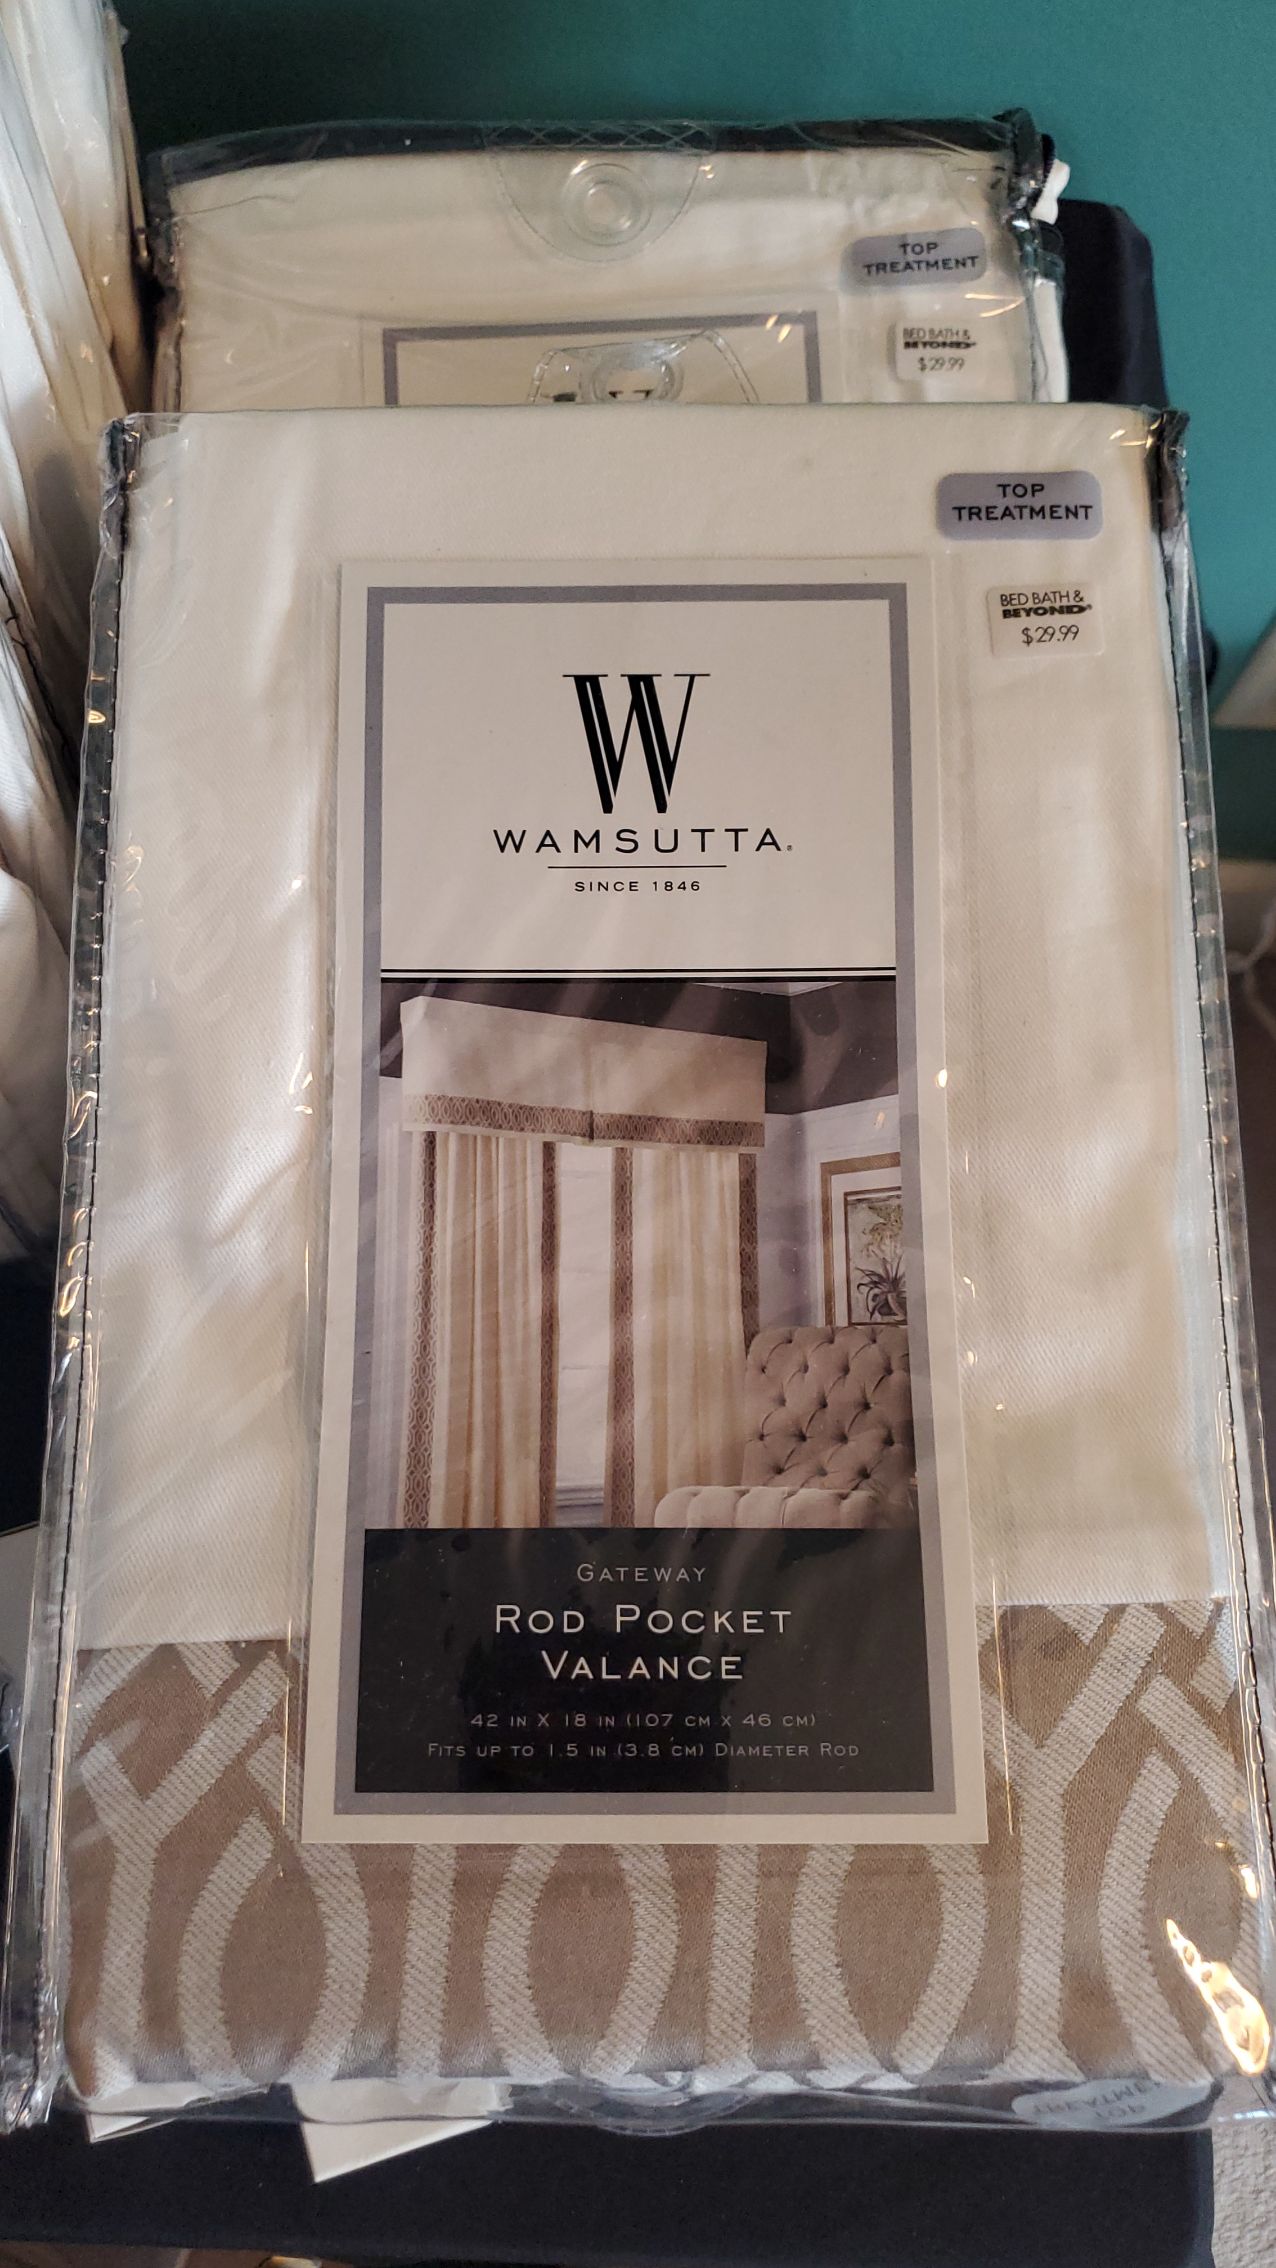 TOP
TREATMENT
BED BATH &
BEYOND
$29.99
TOP
TREATMENT
BED BATH &
BEYOND®
$29.99
W
WAMSUTTA®
SINCE 1846
GATEWAY
ROD POCKET
VALANCE
42 IN X 18 IN (107 CM X 46 CM)
FITS UP TO 1.5 IN (3.8 CM) DIAMETER ROD
TOP
TREATMENT